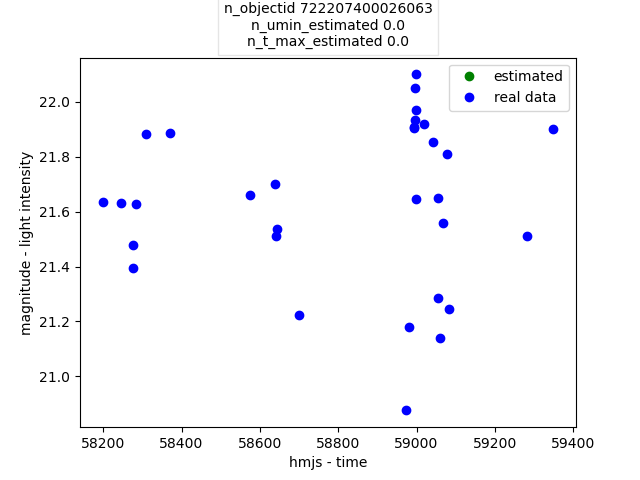 n_objectid 722207400026063
n_umin_estimated 0.0
n_t_max_estimated 0.0
estimated
real data
magnitude - light intensity
22.0
21.8
21.6
21.4
21.2
21.0
58200 58400 58600 58800 59000 59200 59400
hmjs - time